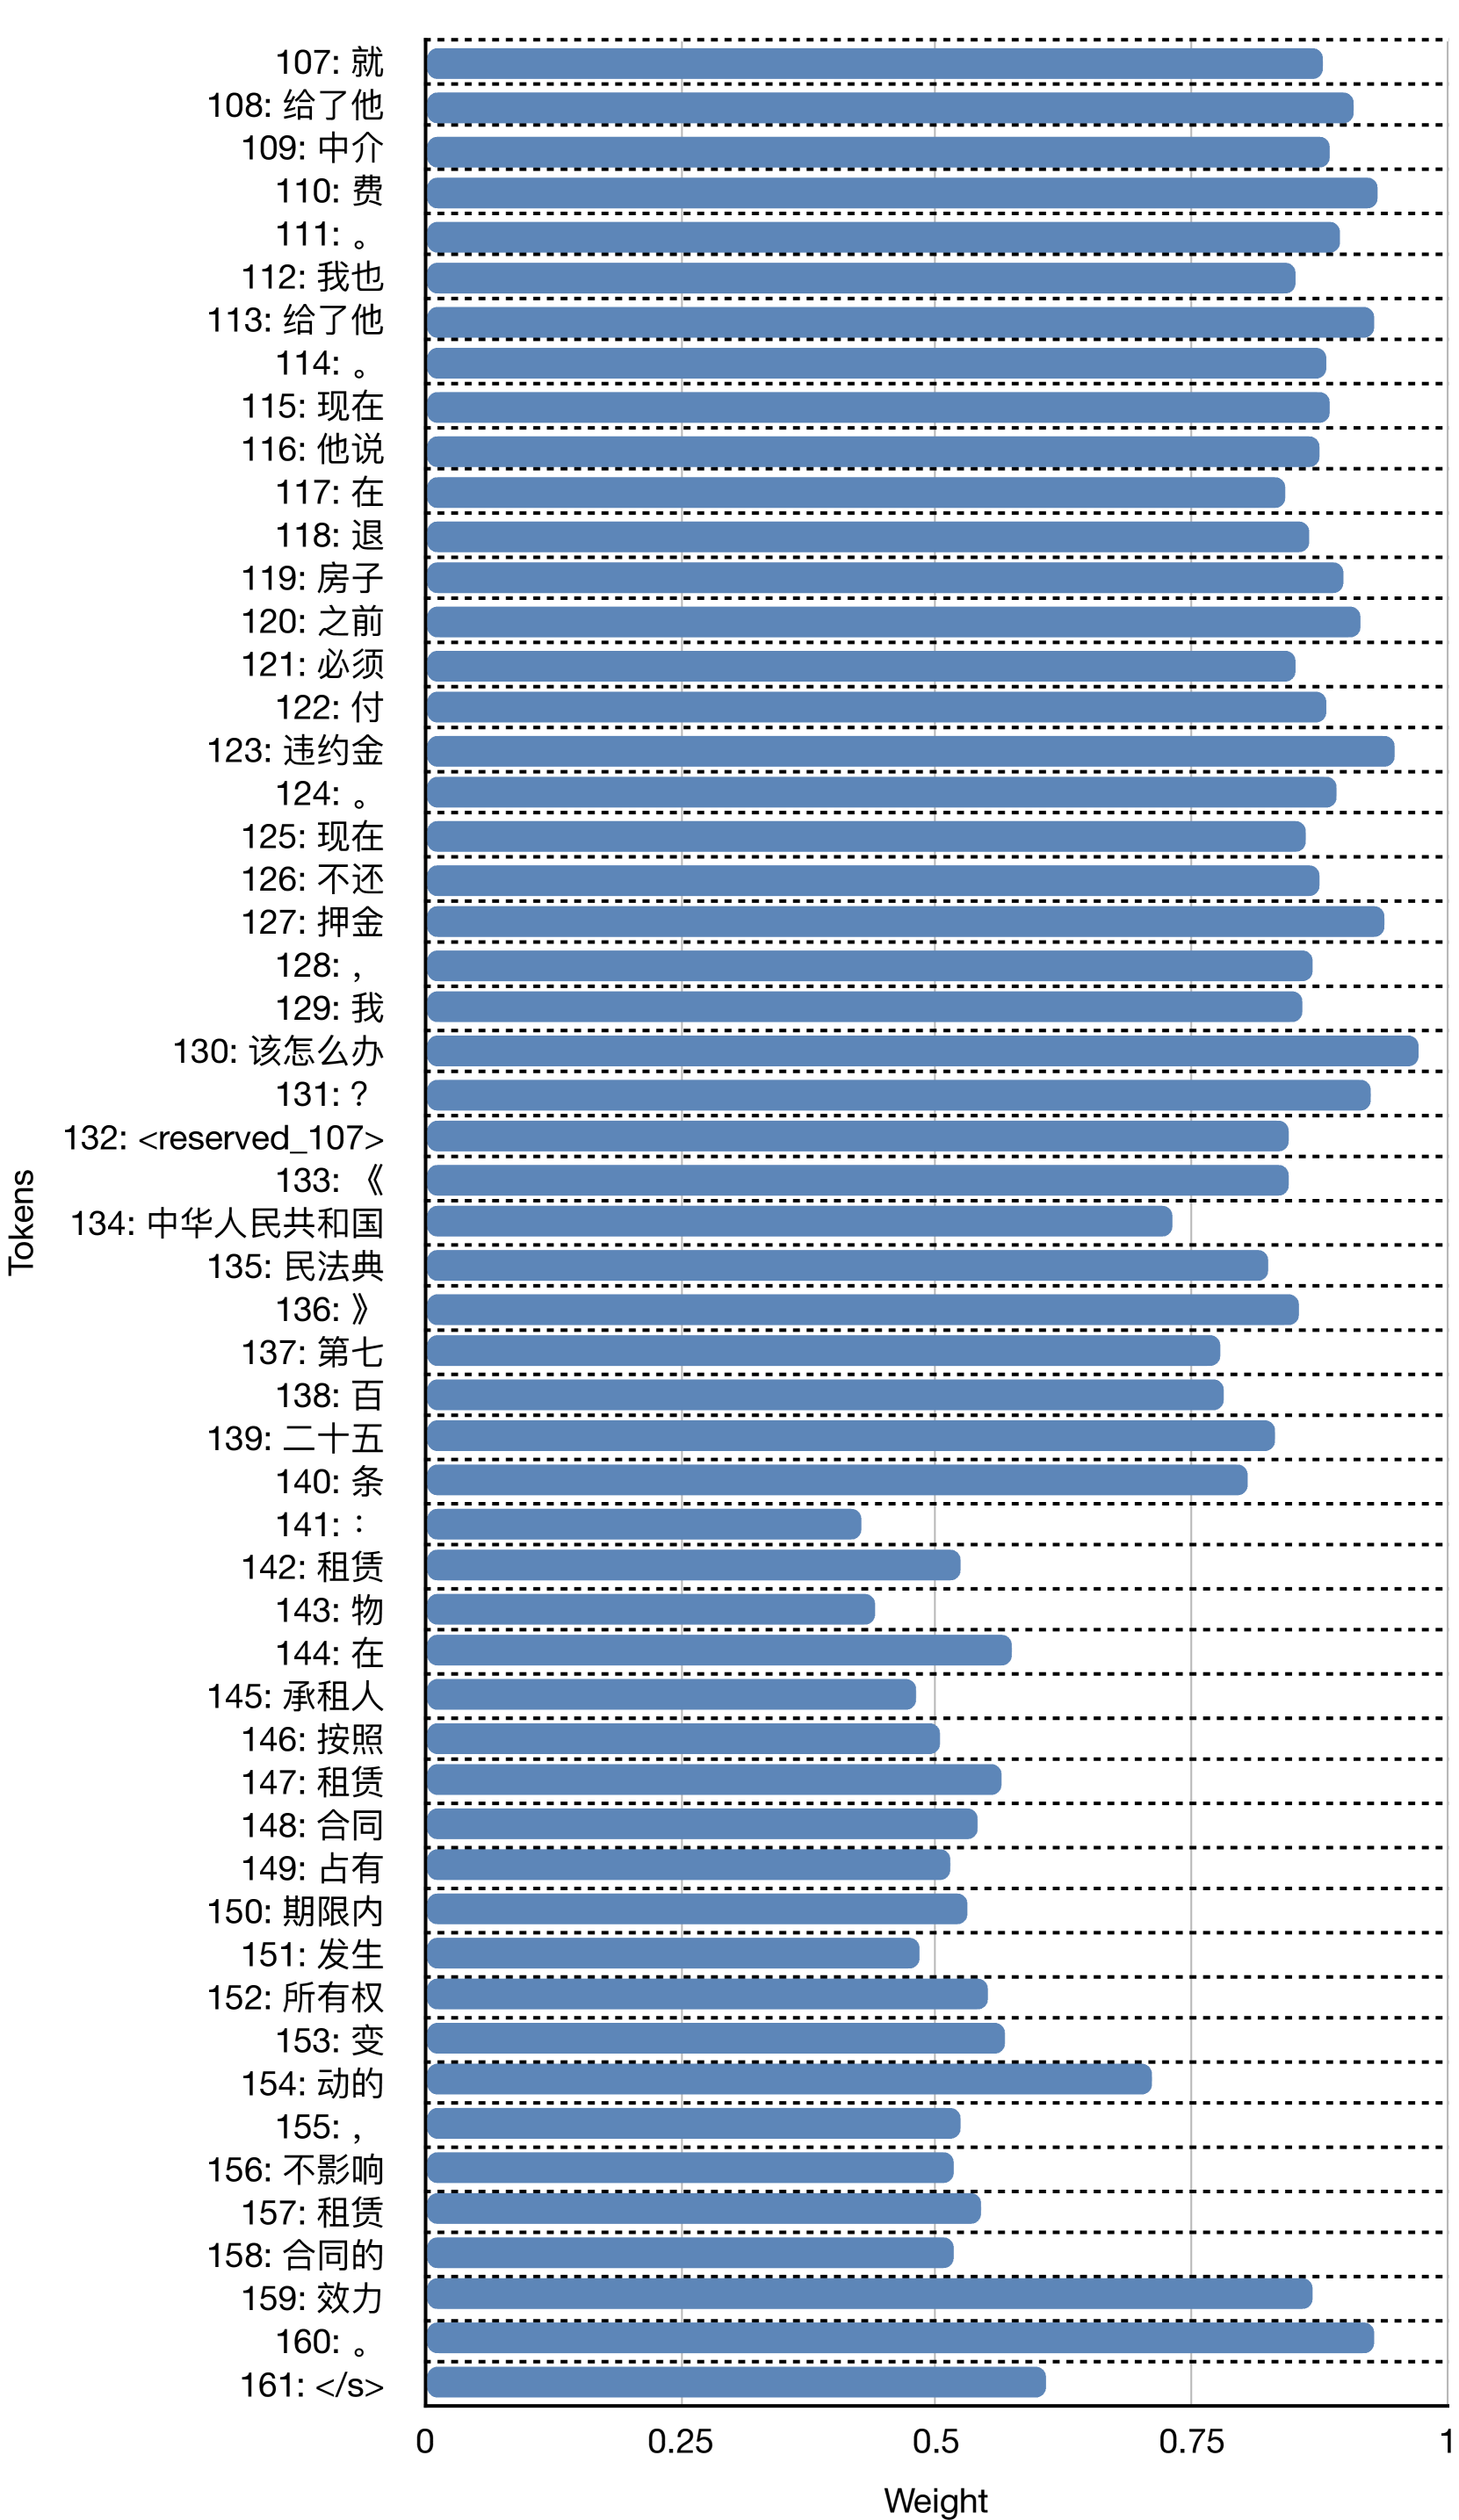 107: 就
108: 给了他
109: 中介
110: 费
111: 。
112: 我也
113: 给了他
114: 。
115: 现在
116: 他说
117: 在
118: 退
119: 房子
120: 之前
121: 必须
122: 付
123: 违约金
124: 。
125: 现在
126: 不还
127: 押金
128: ，
129: 我
130: 该怎么办
131: ？
132: <reserved_107>
133: 《
134: 中华人民共和国
135: 民法典
136: 》
137: 第七
138: 百
139: 二十五
140: 条
141: ：
142: 租赁
143: 物
144: 在
145: 承租人
146: 按照
147: 租赁
148: 合同
149: 占有
150: 期限内
151: 发生
152: 所有权
153: 变
154: 动的
155: ，
156: 不影响
157: 租赁
158: 合同的
159: 效力
160: 。
161: </s>
Tokens
0 0.25 0.5 0.75 1
Weight